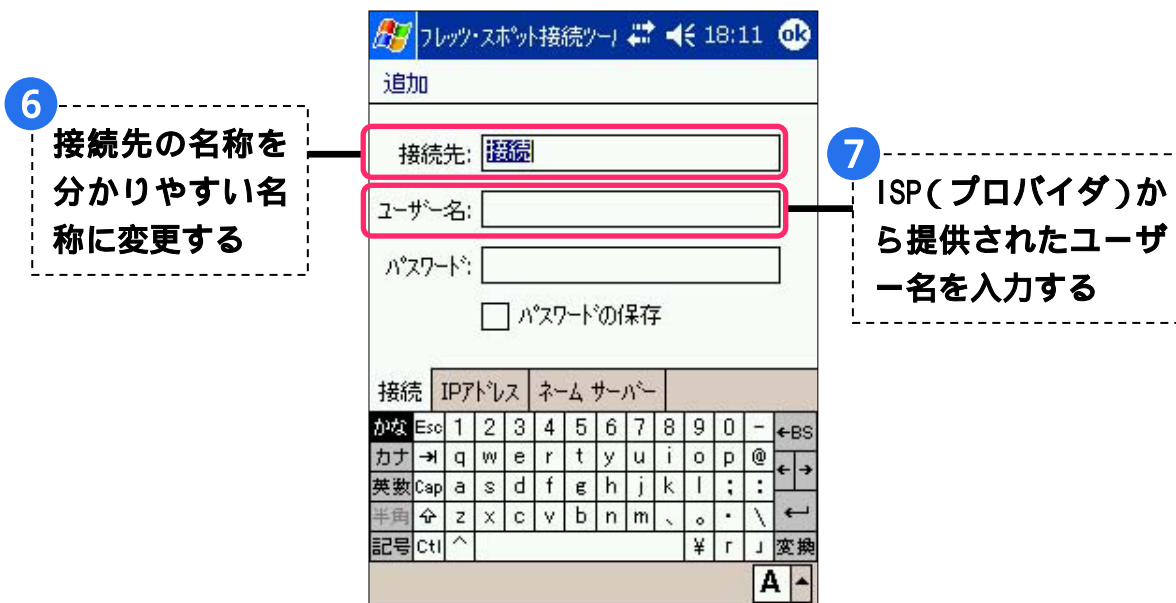 フレッツ・スポット接続ツー 18:11 ok
追加
6
接続先の名称を
分かりやすい名
称に変更する
接続先: 接続
ユーザー名:
7
ISP(プロバイダ)か
ら提供されたユーザ
ー名を入力する
パスワード:
パスワードの保存
接続 IPアドレス ネーム サーバー
かな Esc 1 2 3 4 5 6 7 8 9 0 - ←BS
カナ →| q w e r t y u i o p @ ← →
英数 Cap a s d f g h j k l ; :
半角 z x c v b n m 、 。 ・ \ ↵
記号 Ctl ^ ¥ 「 」 変換
A